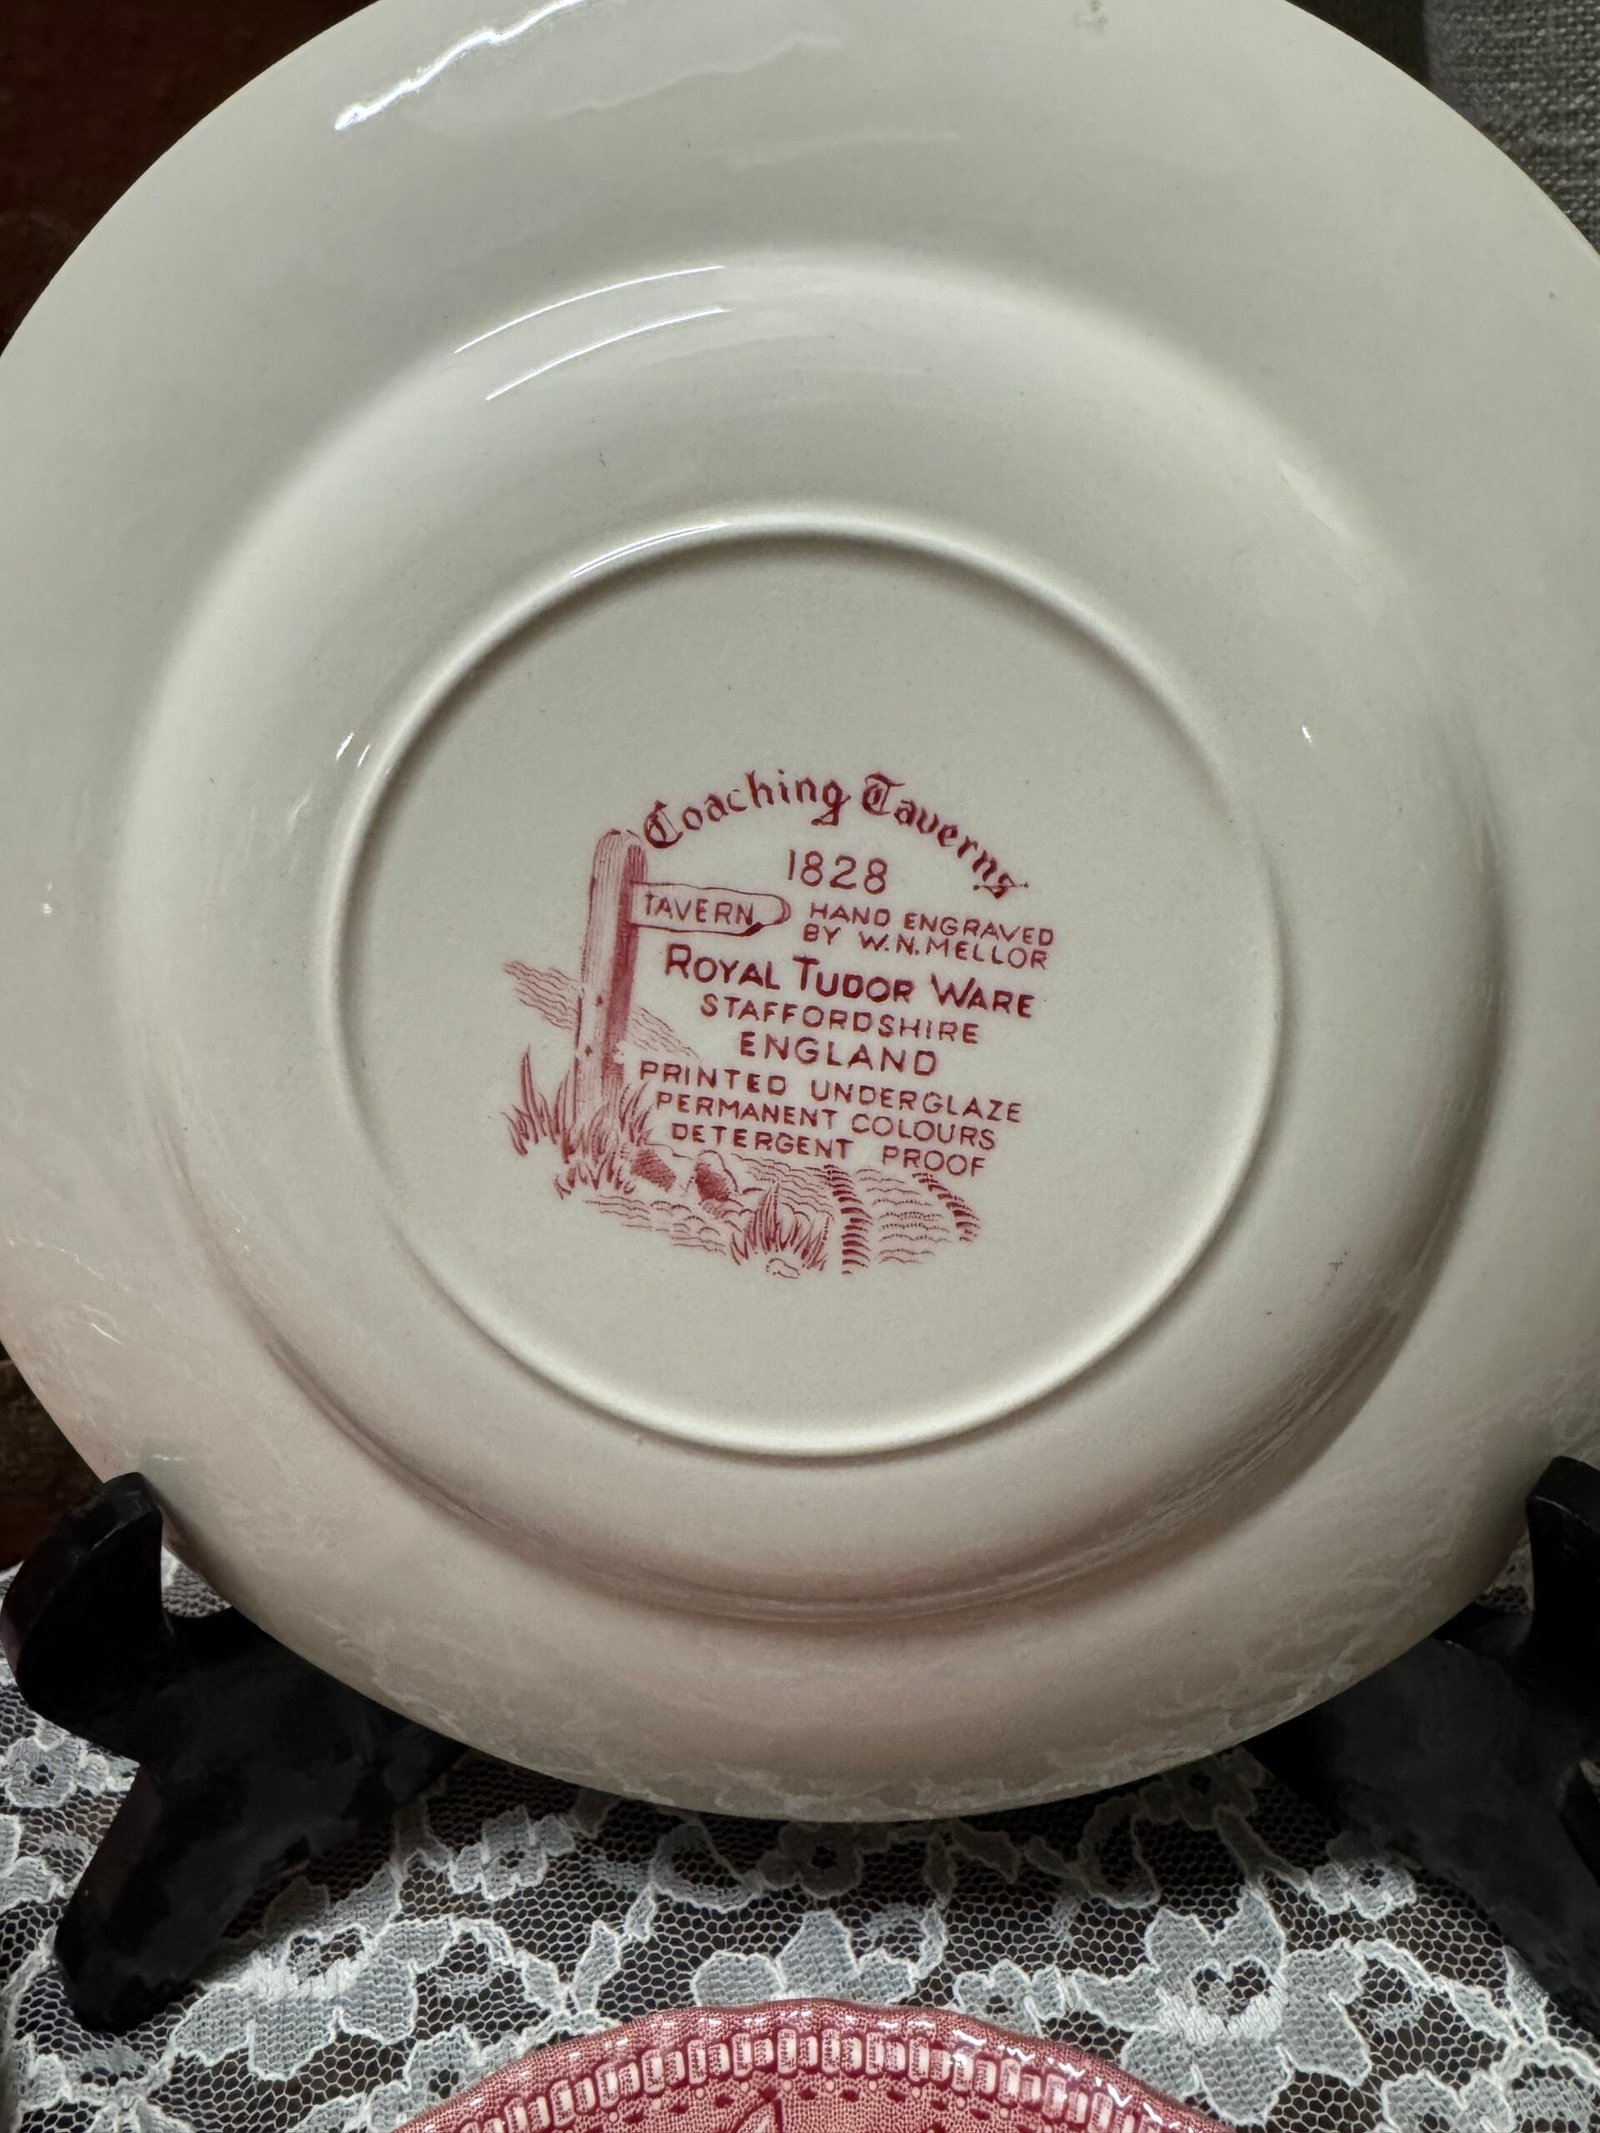 Coaching Taverns
1828
TAVERN
HAND ENGRAVED
BY W.N. MELLOR
ROYAL TUDOR WARE
STAFFORDSHIRE
ENGLAND
PRINTED UNDERGLAZE
PERMANENT COLOURS
DETERGENT PROOF